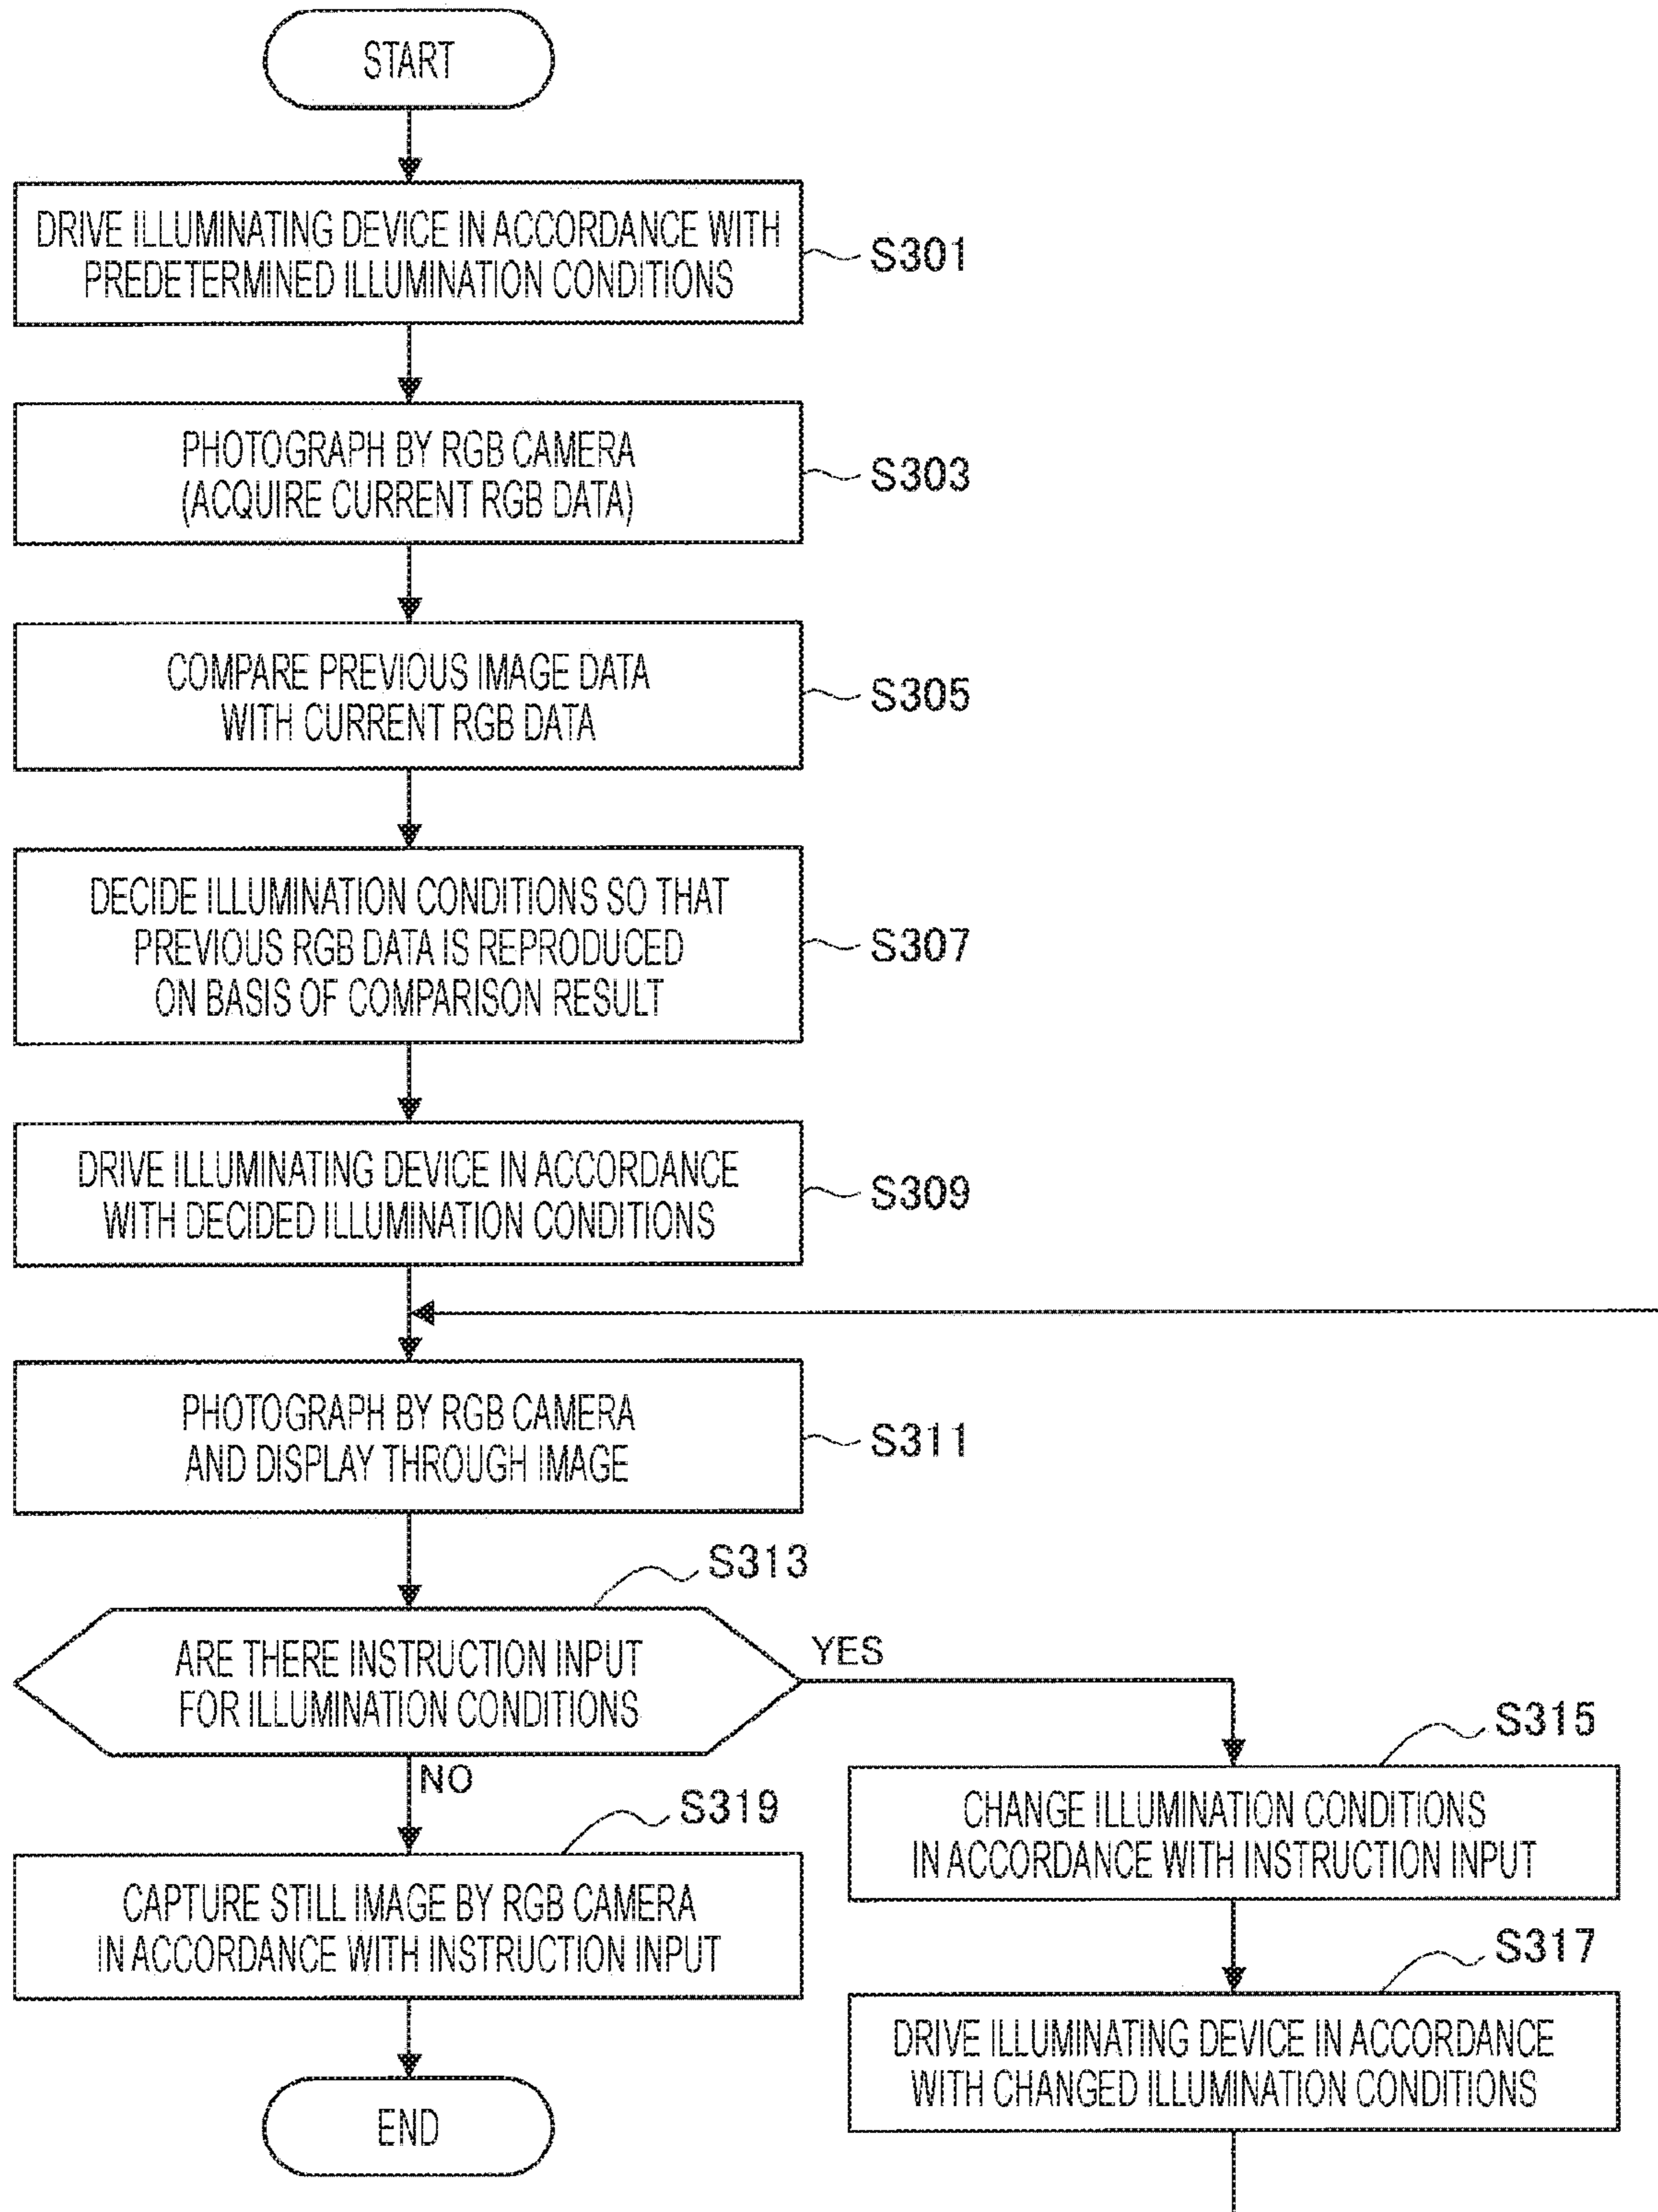 START
DRIVE ILLUMINATING DEVICE IN ACCORDANCE WITH
PREDETERMINED ILLUMINATION CONDITIONS
S301
PHOTOGRAPH BY RGB CAMERA
(ACQUIRE CURRENT RGB DATA)
S303
COMPARE PREVIOUS IMAGE DATA
WITH CURRENT RGB DATA
S305
DECIDE ILLUMINATION CONDITIONS SO THAT
PREVIOUS RGB DATA IS REPRODUCED
ON BASIS OF COMPARISON RESULT
S307
DRIVE ILLUMINATING DEVICE IN ACCORDANCE
WITH DECIDED ILLUMINATION CONDITIONS
S309
PHOTOGRAPH BY RGB CAMERA
AND DISPLAY THROUGH IMAGE
S311
S313
ARE THERE INSTRUCTION INPUT
FOR ILLUMINATION CONDITIONS
YES
NO
S315
CHANGE ILLUMINATION CONDITIONS
IN ACCORDANCE WITH INSTRUCTION INPUT
S317
DRIVE ILLUMINATING DEVICE IN ACCORDANCE
WITH CHANGED ILLUMINATION CONDITIONS
S319
CAPTURE STILL IMAGE BY RGB CAMERA
IN ACCORDANCE WITH INSTRUCTION INPUT
END